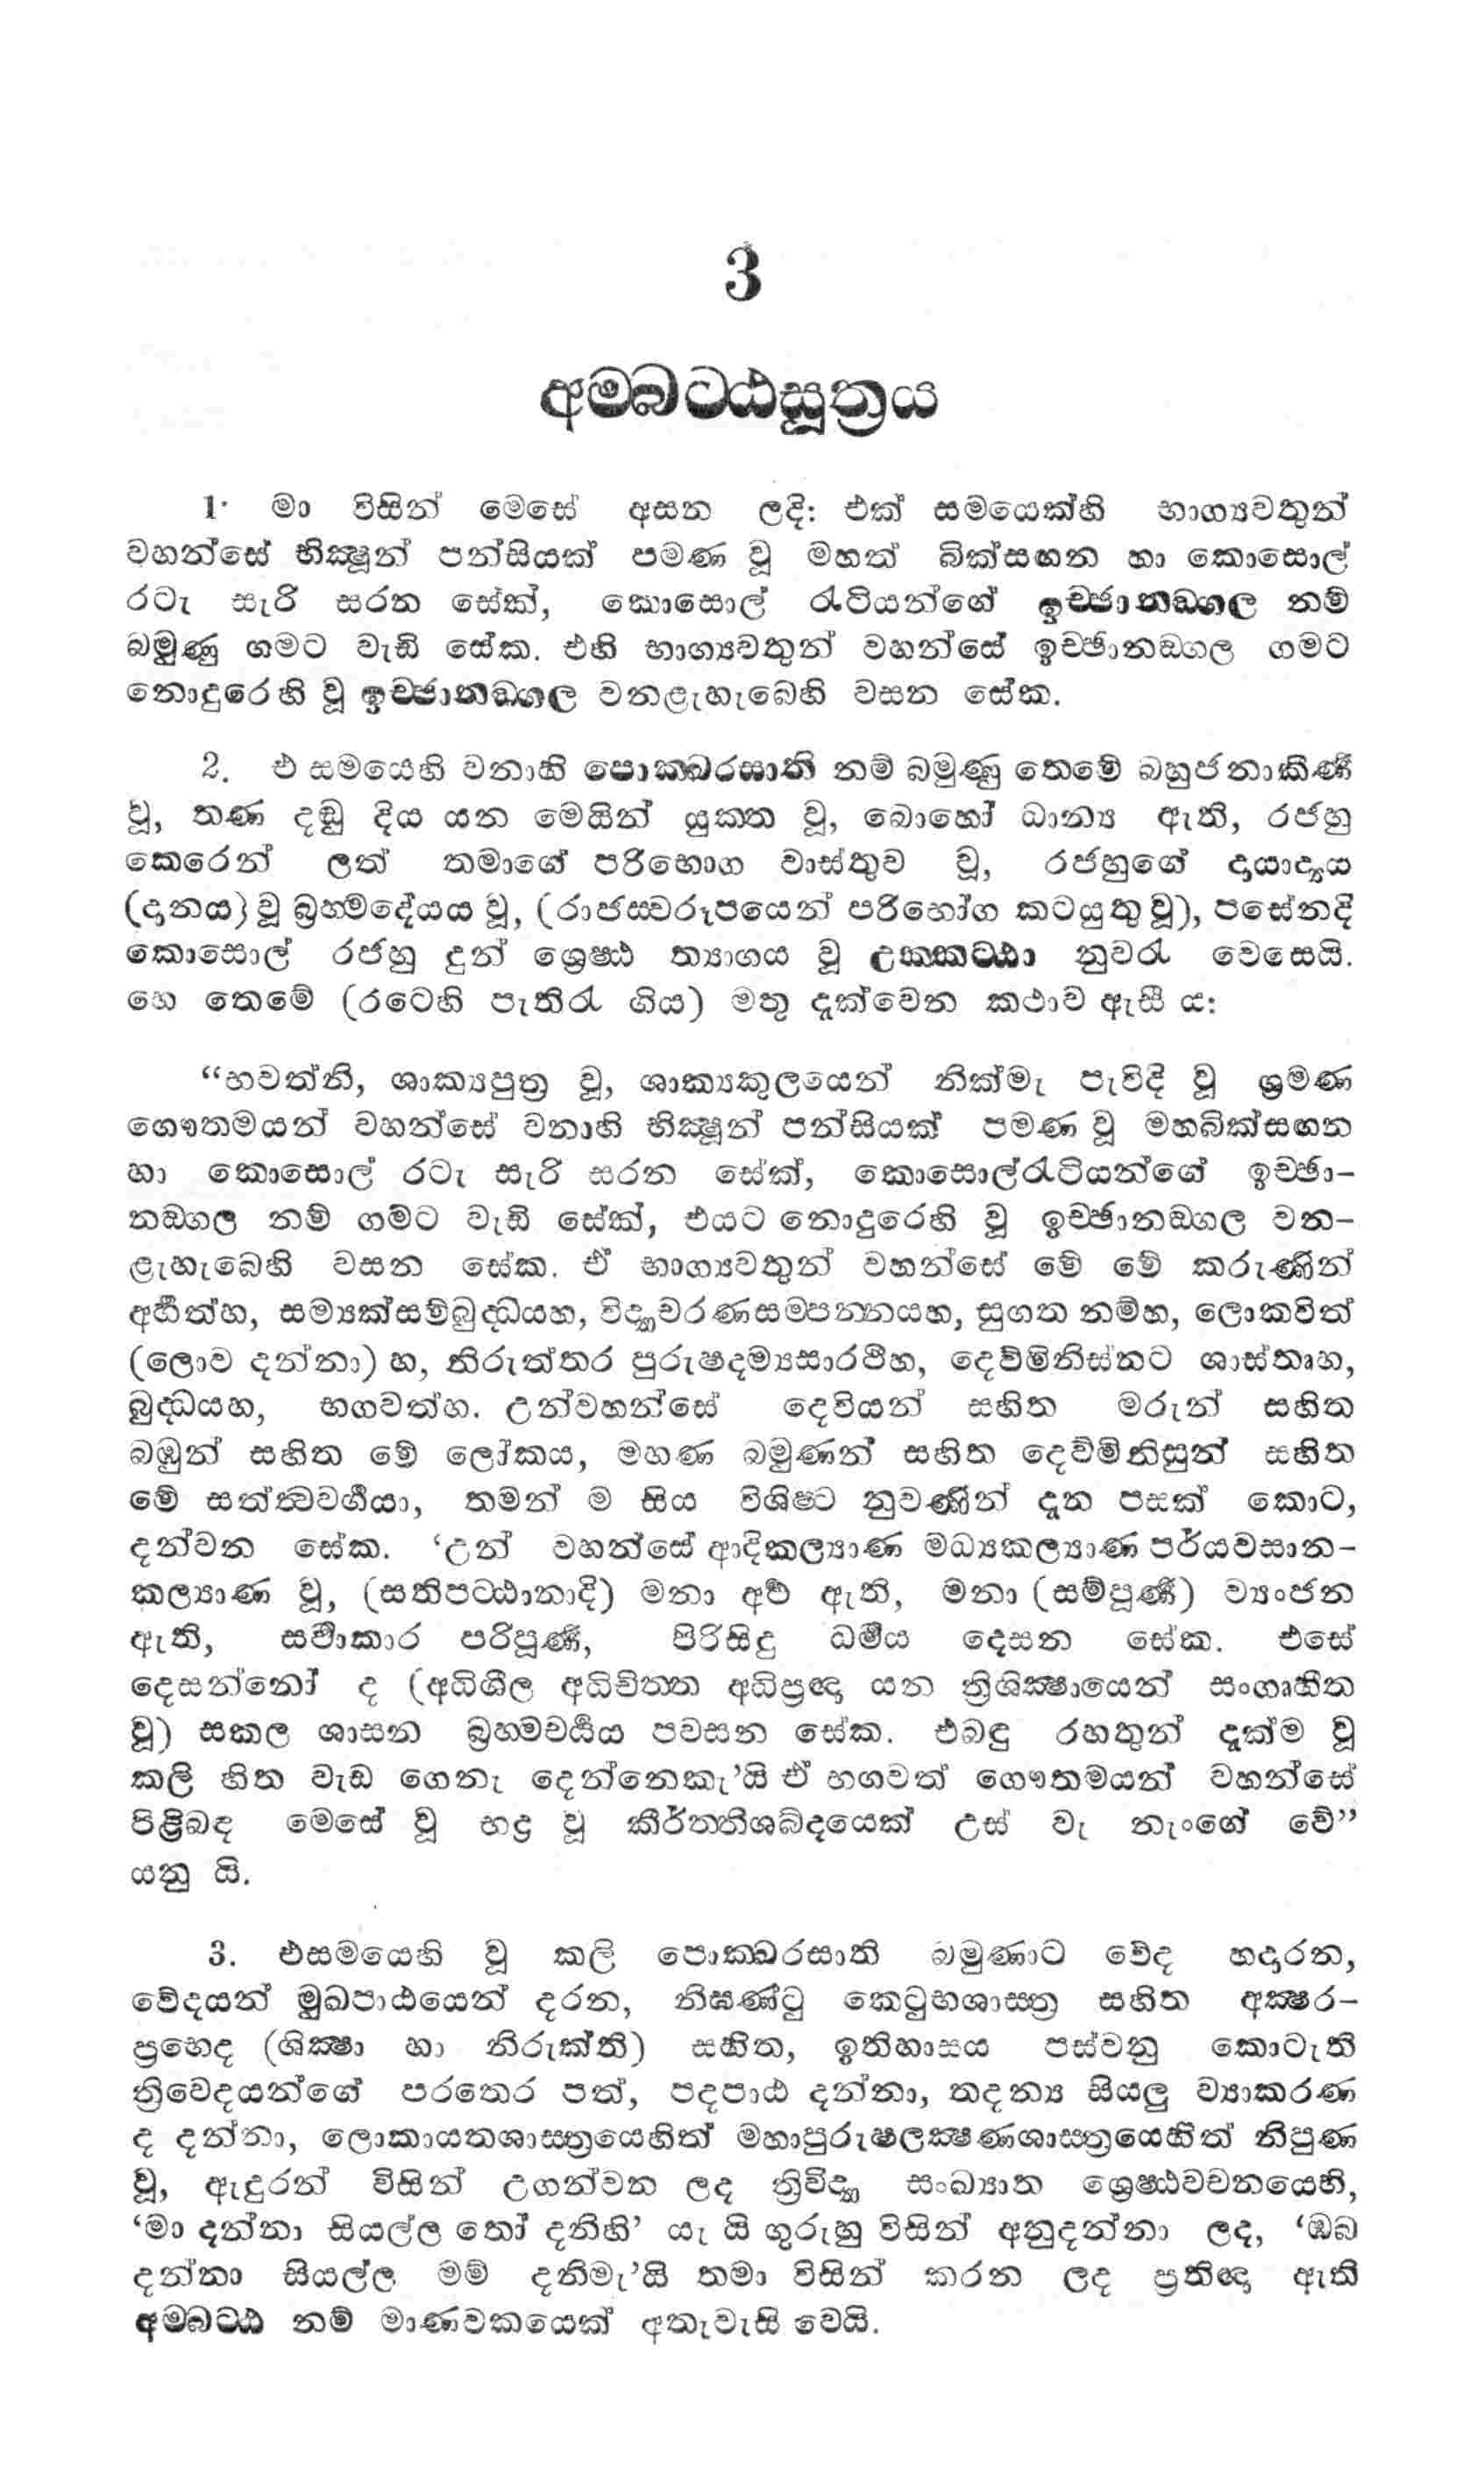 3
අම්බට්ඨසූත්‍රය
1. මා විසින් මෙසේ අසන ලදි: එක් සමයෙක්හි භාග්‍යවතුන්
වහන්සේ භික්‍ෂූන් පන්සියක් පමණ වූ මහත් බික්සඟන හා කොසොල්
රටැ සැරි සරන සේක්, කොසොල් රැටියන්ගේ ඉච්ඡානඞ්ගල නම්
බමුණු ගමට වැඩි සේක. එහි භාග්‍යවතුන් වහන්සේ ඉච්ඡානඞ්ගල ගමට
නොදුරෙහි වූ ඉච්ඡානඞ්ගල වනළැහැබෙහි වසන සේක.
2. එ සමයෙහි වනාහි පොක්ඛරසාති නම් බමුණු තෙමේ බහුජනාකීර්‍ණ
වූ, තණ දඬු දිය යන මෙයින් යුක්ත වූ, බොහෝ ධාන්‍ය ඇති, රජහු
කෙරෙන් ලත් තමාගේ පරිභොග වාස්තුව වූ, රජහුගේ දායාද්‍යය
(දානය) වූ බ්‍රහ්මදේයය වූ, (රාජස්වරූපයෙන් පරිභෝග කටයුතු වූ), පසේනදි
කොසොල් රජහු දුන් ශ්‍රෙෂ්ඨ ත්‍යාගය වූ උක්කට්ඨා නුවරැ වෙසෙයි.
හෙ තෙමේ (රටෙහි පැතිරැ ගිය) මතු දැක්වෙන කථාව ඇසී ය:
“භවත්නි, ශාක්‍යපුත්‍ර වූ, ශාක්‍යකුලයෙන් නික්මැ පැවිදි වූ ශ්‍රමණ
ගෞතමයන් වහන්සේ වනාහි භික්‍ෂූන් පන්සියක් පමණ වූ මහබික්සඟන
හා කොසොල් රටැ සැරි සරන සේක්, කොසොල්රැටියන්ගේ ඉච්ඡා-
නඞ්ගල නම් ගමට වැඩි සේක්, එයට නොදුරෙහි වූ ඉච්ඡානඞ්ගල වන-
ළැහැබෙහි වසන සේක. ඒ භාග්‍යවතුන් වහන්සේ මේ මේ කරුණින්
අර්‍හත්හ, සම්‍යක්සම්බුද්ධයහ, විද්‍යාචරණසම්පන්නයහ, සුගත නම්හ, ලොකවිත්
(ලොව දන්නා) හ, නිරුත්තර පුරුෂදම්‍යසාරථිහ, දෙව්මිනිස්නට ශාස්තෘහ,
බුද්ධයහ, භගවත්හ. උන්වහන්සේ දෙවියන් සහිත මරුන් සහිත
බඹුන් සහිත මේ ලෝකය, මහණ බමුණන් සහිත දෙව්මිනිසුන් සහිත
මේ සත්ත්‍වවර්‍ගයා, තමන් ම සිය විශිෂ්ට නුවණින් දැන පසක් කොට,
දන්වන සේක. ‘උන් වහන්සේ ආදිකල්‍යාණ මධ්‍යකල්‍යාණ පර්යවසාන-
කල්‍යාණ වූ, (සතිපට්ඨානාදි) මනා අර්‍ථ ඇති, මනා (සම්පූර්‍ණ) ව්‍යංජන
ඇති, සර්‍වාකාර පරිපූර්‍ණ, පිරිසිදු ධර්‍මය දෙසන සේක. එසේ
දෙසන්නෝ ද (අධිශීල අධිචිත්ත අධිප්‍රඥා යන ත්‍රිශික්‍ෂායෙන් සංගෘහීත
වූ) සකල ශාසන බ්‍රහ්මචර්‍ය්‍යය පවසන සේක. එබඳු රහතුන් දැක්ම වූ
කලි හිත වැඩ ගෙනැ දෙන්නෙකැ’යි ඒ භගවත් ගෞතමයන් වහන්සේ
පිළිබඳ මෙසේ වූ භද්‍ර වූ කීර්ත්තිශබ්දයෙක් උස් වැ නැංගේ වේ”
යනු යි.
3. එසමයෙහි වූ කලි පොක්ඛරසාති බමුණාට වේද හදාරන,
වේදයන් මුඛපාඨයෙන් දරන, නිඝණ්ටු කෙටුභශාස්ත්‍ර සහිත අක්‍ෂර-
ප්‍රභෙද (ශික්‍ෂා හා නිරුක්ති) සහිත, ඉතිහාසය පස්වනු කොටැති
ත්‍රිවෙදයන්ගේ පරතෙර පත්, පදපාඨ දන්නා, තදන්‍ය සියලු ව්‍යාකරණ
ද දන්නා, ලොකායතශාස්ත්‍රයෙහිත් මහාපුරුෂලක්‍ෂණශාස්ත්‍රයෙහිත් නිපුණ
වූ, ඇදුරන් විසින් උගන්වන ලද ත්‍රිවිද්‍යා සංඛ්‍යාත ශ්‍රෙෂ්ඨවචනයෙහි,
‘මා දන්නා සියල්ල තෝ දනිහි’ යැ යි ගුරුහු විසින් අනුදන්නා ලද, ‘ඔබ
දන්නා සියල්ල මම් දනිමැ’යි තමා විසින් කරන ලද ප්‍රතිඥා ඇති
අම්බට්ඨ නම් මාණවකයෙක් අතැවැසි වෙයි.